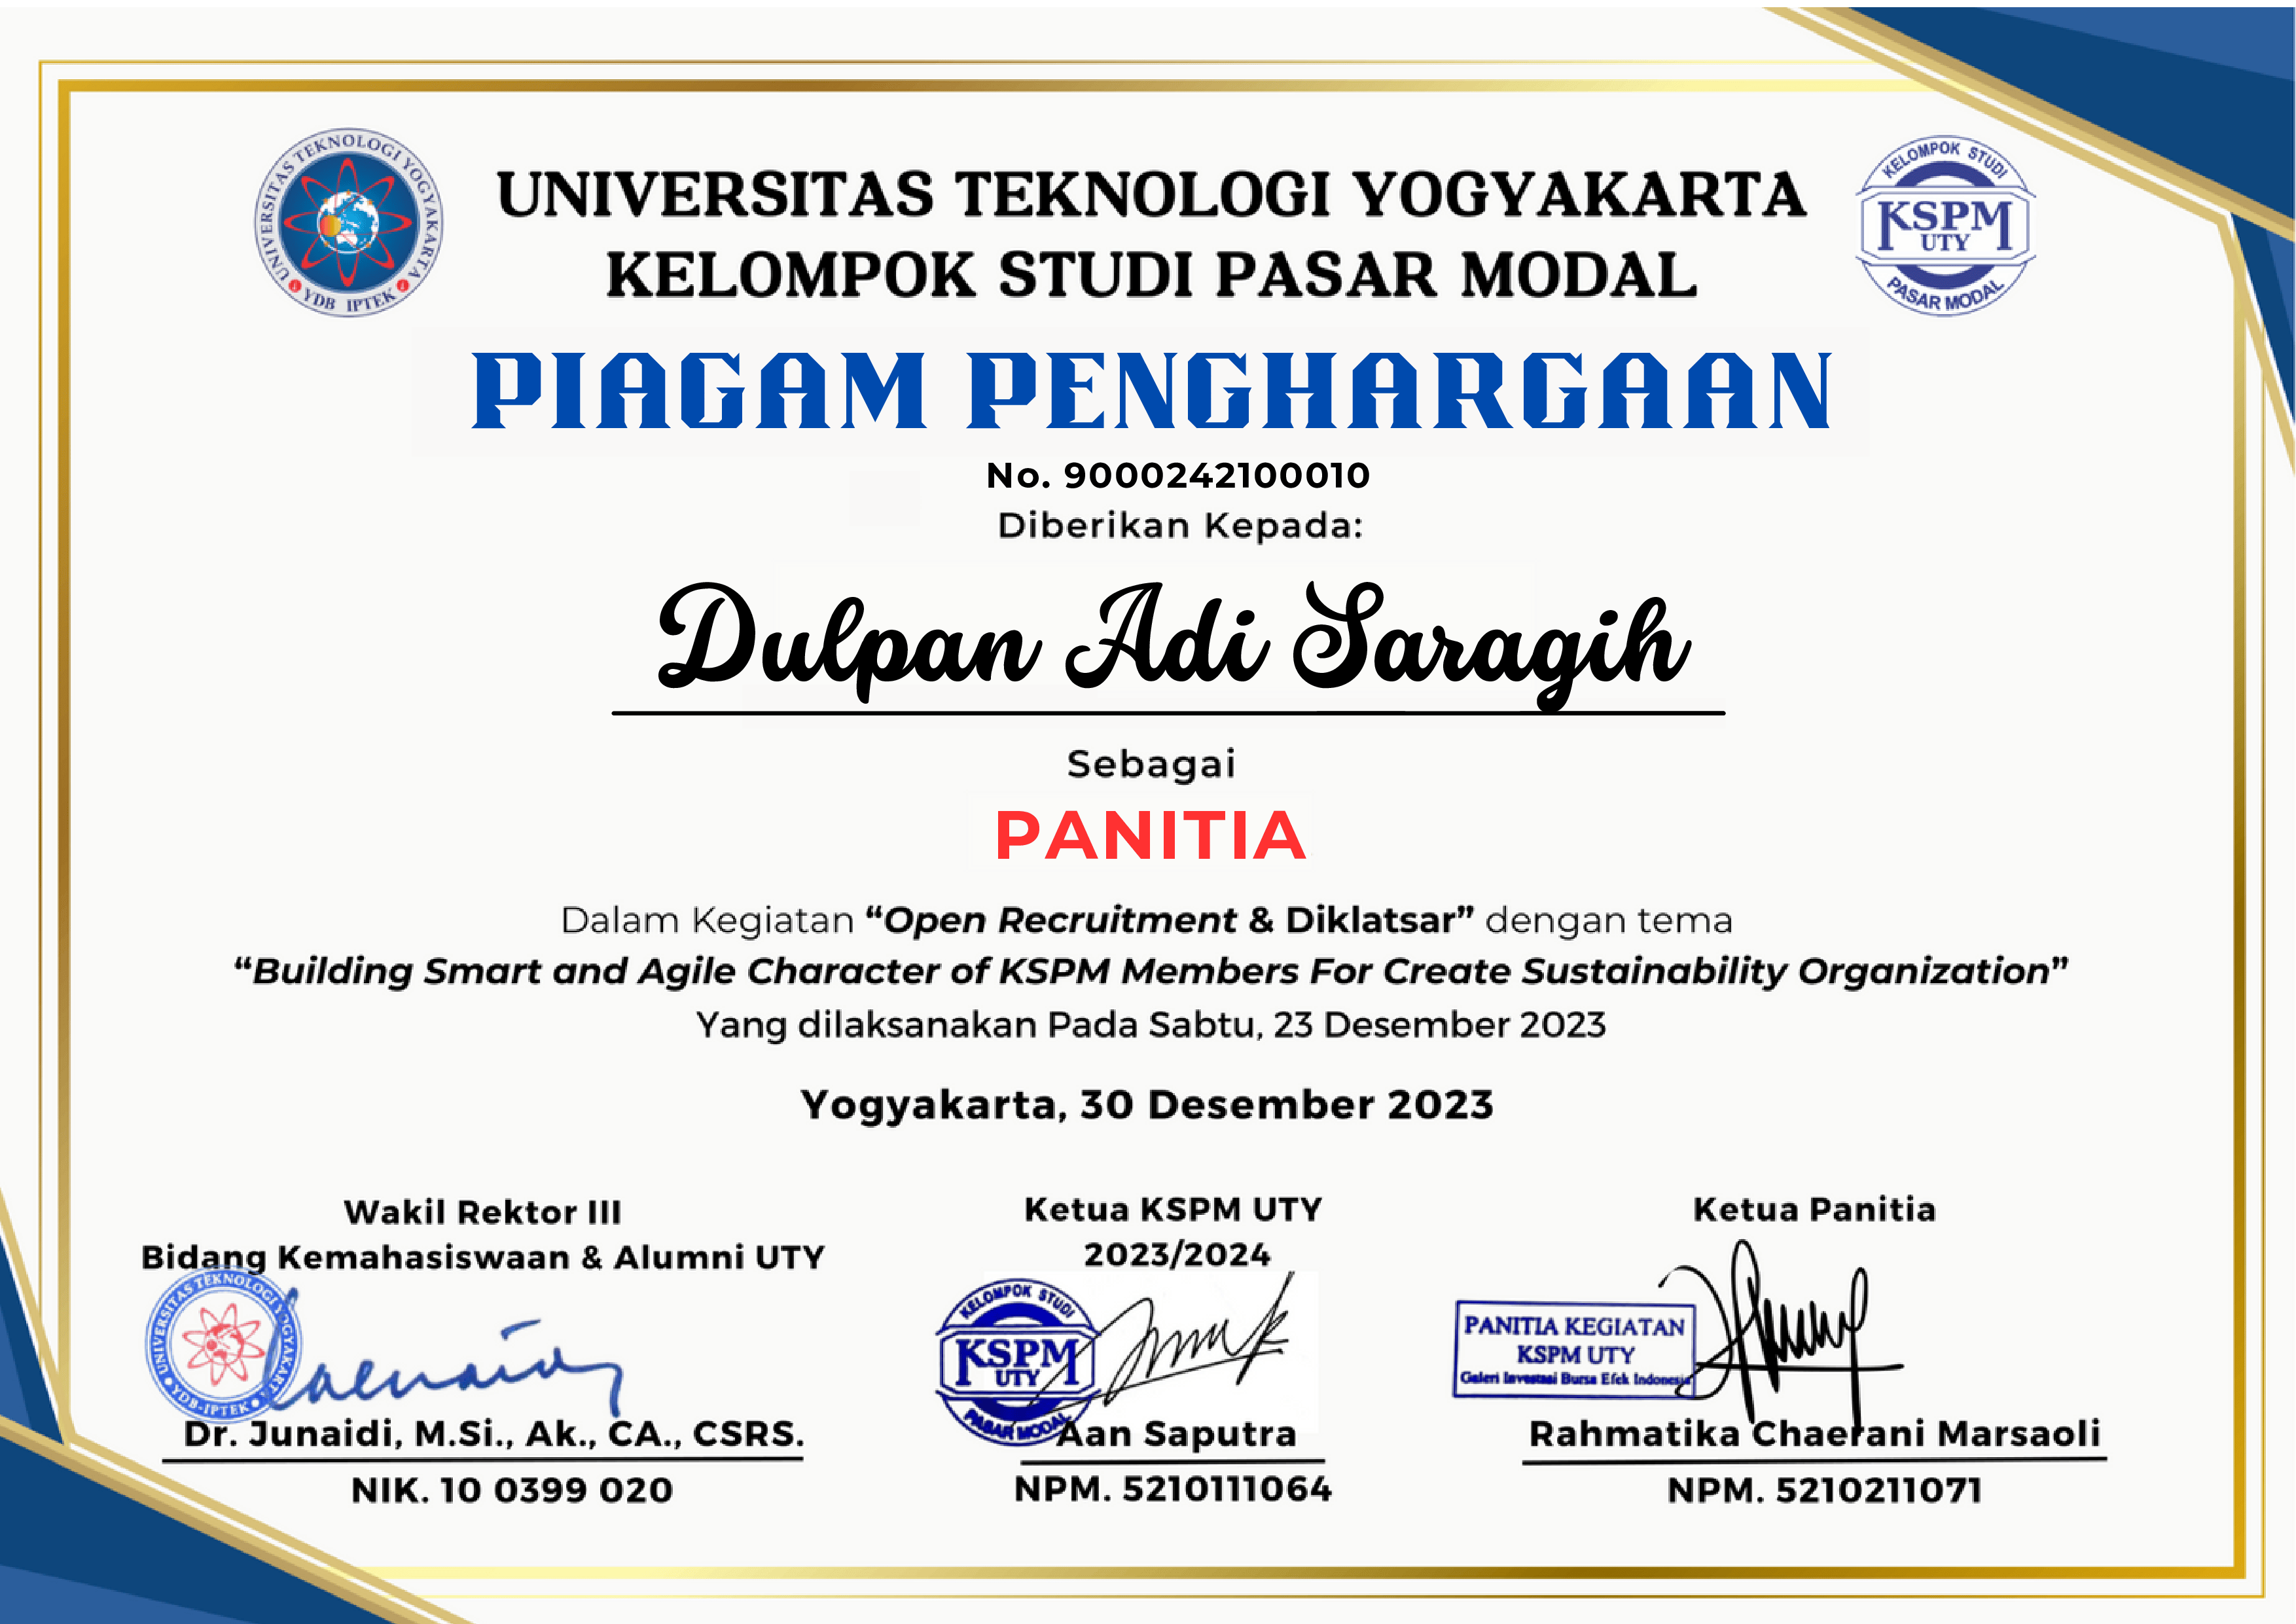 UNIVERSITAS TEKNOLOGI YOGYAKARTA
YDB IPTEK
UNIVERSITAS TEKNOLOGI YOGYAKARTA
KELOMPOK STUDI PASAR MODAL
KELOMPOK STUDI
KSPM
UTY
PASAR MODAL
PIAGAM PENGHARGAAN
No. 9000242100010
Diberikan Kepada:
Dulpan Adi Saragih
Sebagai
PANITIA
Dalam Kegiatan “Open Recruitment & Diklatsar” dengan tema
“Building Smart and Agile Character of KSPM Members For Create Sustainability Organization”
Yang dilaksanakan Pada Sabtu, 23 Desember 2023
Yogyakarta, 30 Desember 2023
Wakil Rektor III
Bidang Kemahasiswaan & Alumni UTY
UNIVERSITAS TEKNOLOGI YOGYAKARTA
YDB-IPTEK
Dr. Junaidi, M.Si., Ak., CA., CSRS.
NIK. 10 0399 020
Ketua KSPM UTY
2023/2024
KELOMPOK STUDI
KSPM
UTY
PASAR MODAL
Aan Saputra
NPM. 5210111064
Ketua Panitia
PANITIA KEGIATAN
KSPM UTY
Galeri Investasi Bursa Efek Indonesia
Rahmatika Chaerani Marsaoli
NPM. 5210211071